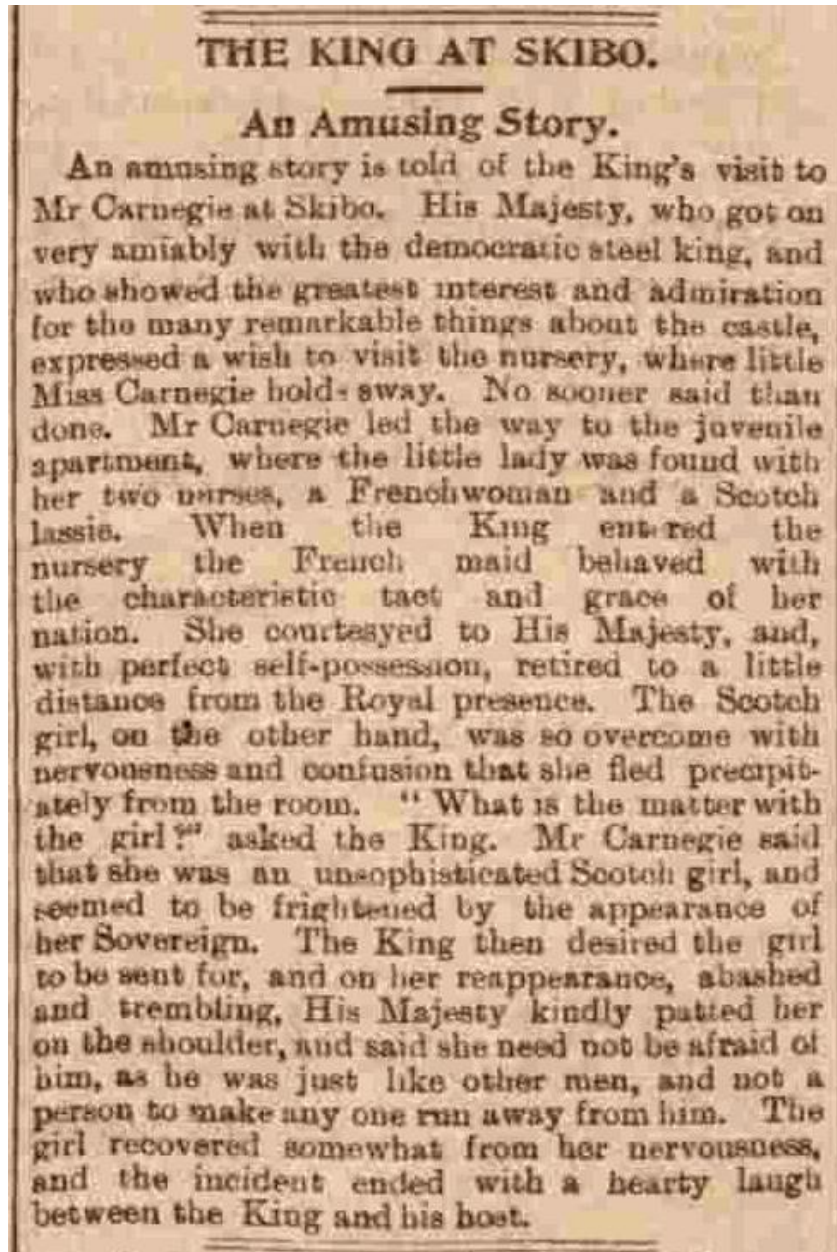 THE KING AT SKIBO.
An Amusing Story.
An amusing story is told of the King's visit to
Mr Carnegie at Skibo. His Majesty, who got on
very amiably with the democratic steel king, and
who showed the greatest interest and admiration
for the many remarkable things about the castle,
expressed a wish to visit the nursery, where little
Miss Carnegie holds sway. No sooner said than
done. Mr Carnegie led the way to the juvenile
apartment, where the little lady was found with
her two nurses, a Frenchwoman and a Scotch
lassie. When the King entered the
nursery the French maid behaved with
the characteristic tact and grace of her
nation. She courtesyed to His Majesty, and,
with perfect self-possession, retired to a little
distance from the Royal presence. The Scotch
girl, on the other hand, was so overcome with
nervousness and confusion that she fled precipit-
ately from the room. "What is the matter with
the girl?" asked the King. Mr Carnegie said
that she was an unsophisticated Scotch girl, and
seemed to be frightened by the appearance of
her Sovereign. The King then desired the girl
to be sent for, and on her reappearance, abashed
and trembling, His Majesty kindly patted her
on the shoulder, and said she need not be afraid of
him, as he was just like other men, and not a
person to make any one run away from him. The
girl recovered somewhat from her nervousness,
and the incident ended with a hearty laugh
between the King and his host.